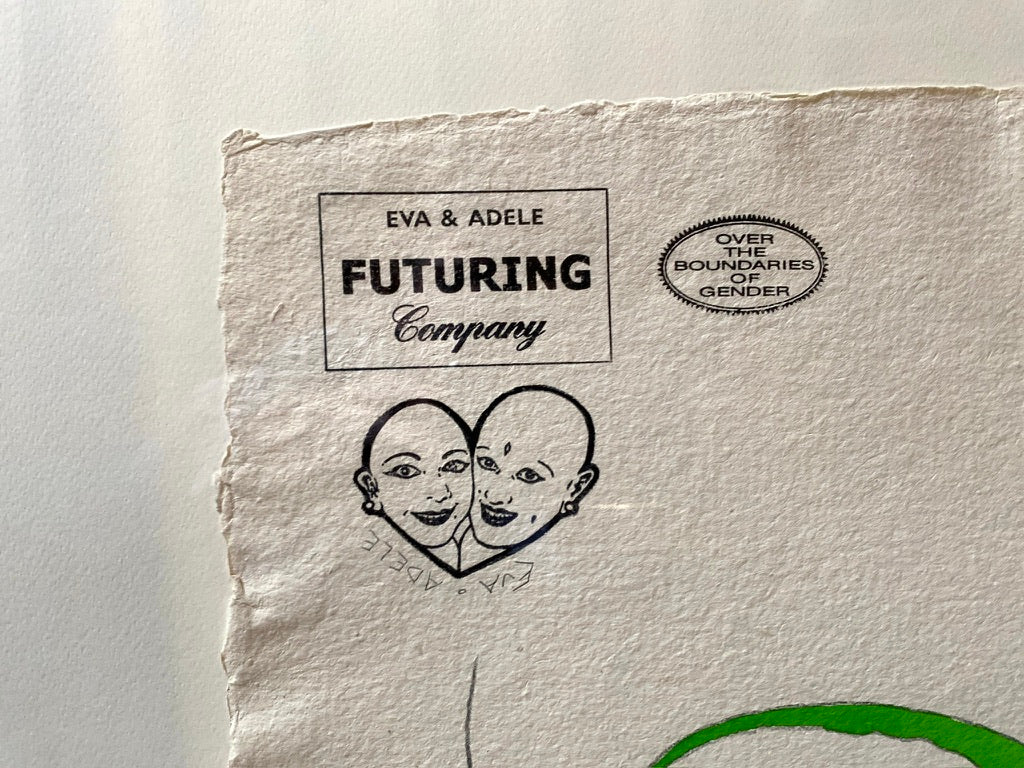 EVA & ADELE
FUTURING
Company
OVER
THE
BOUNDARIES
OF
GENDER
EVA ADELE